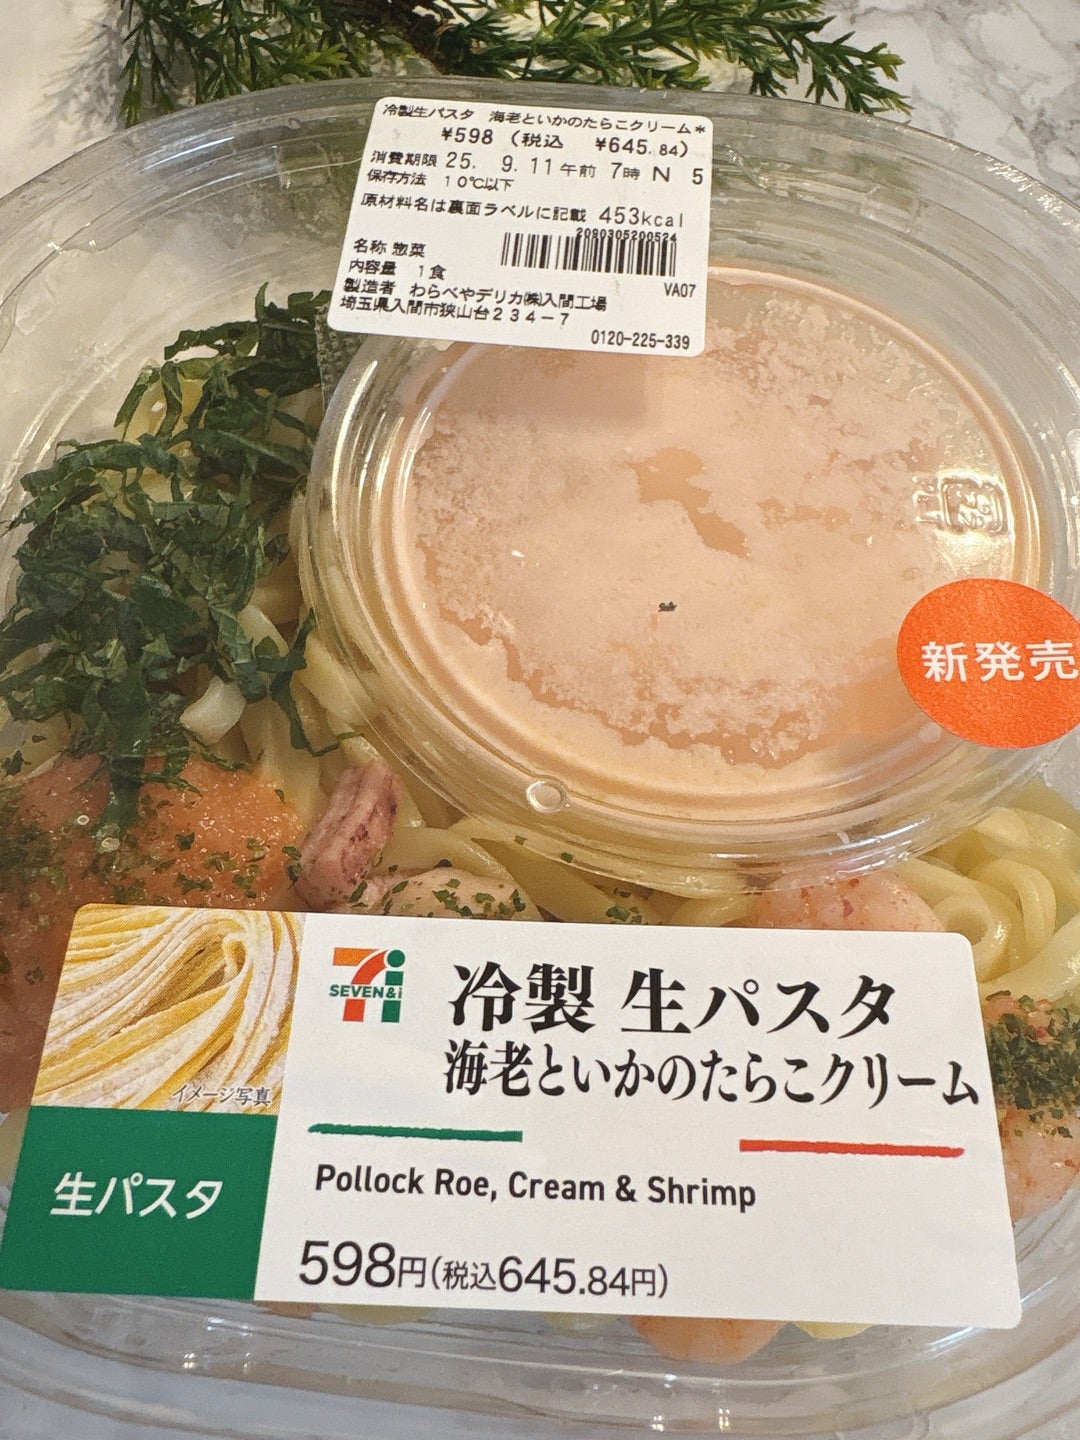 冷製生パスタ 海老といかのたらこクリーム*
¥598 (税込 ¥645.84)
消費期限 25. 9. 11 午前 7時 N 5
保存方法 10℃以下
原材料名は裏面ラベルに記載 453kcal
2090305200524
名称 惣菜
内容量 1食
VA07
製造者 わらべやデリカ(株)入間工場
埼玉県入間市狭山台234-7
0120-225-339
新発売
SEVEN&i
冷製 生パスタ
海老といかのたらこクリーム
イメージ写真
生パスタ
Pollock Roe, Cream & Shrimp
598円(税込645.84円)